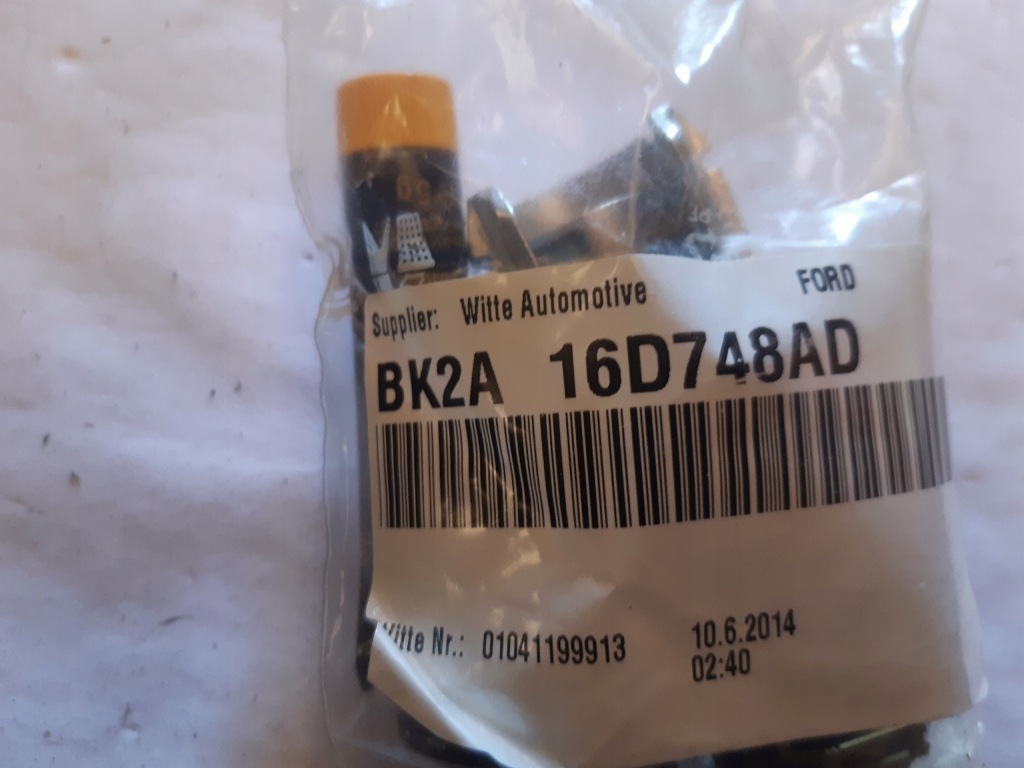 Supplier: Witte Automotive FORD
BK2A 16D748AD
Witte Nr.: 01041199913 10.6.2014
02:40